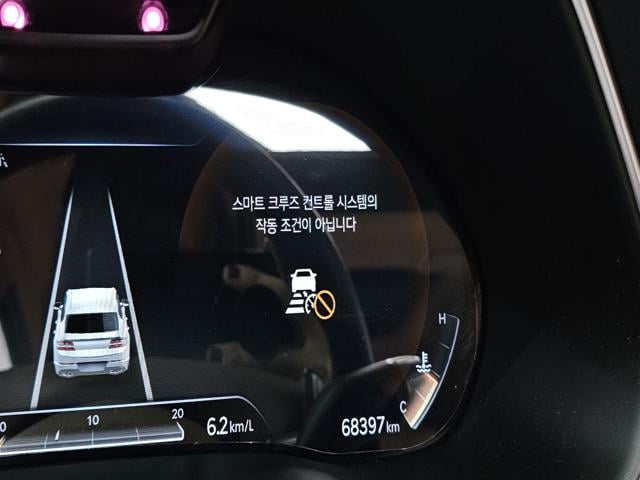 스마트 크루즈 컨트롤 시스템의
작동 조건이 아닙니다
H
C
0 10 20
6.2 km/L
68397 km